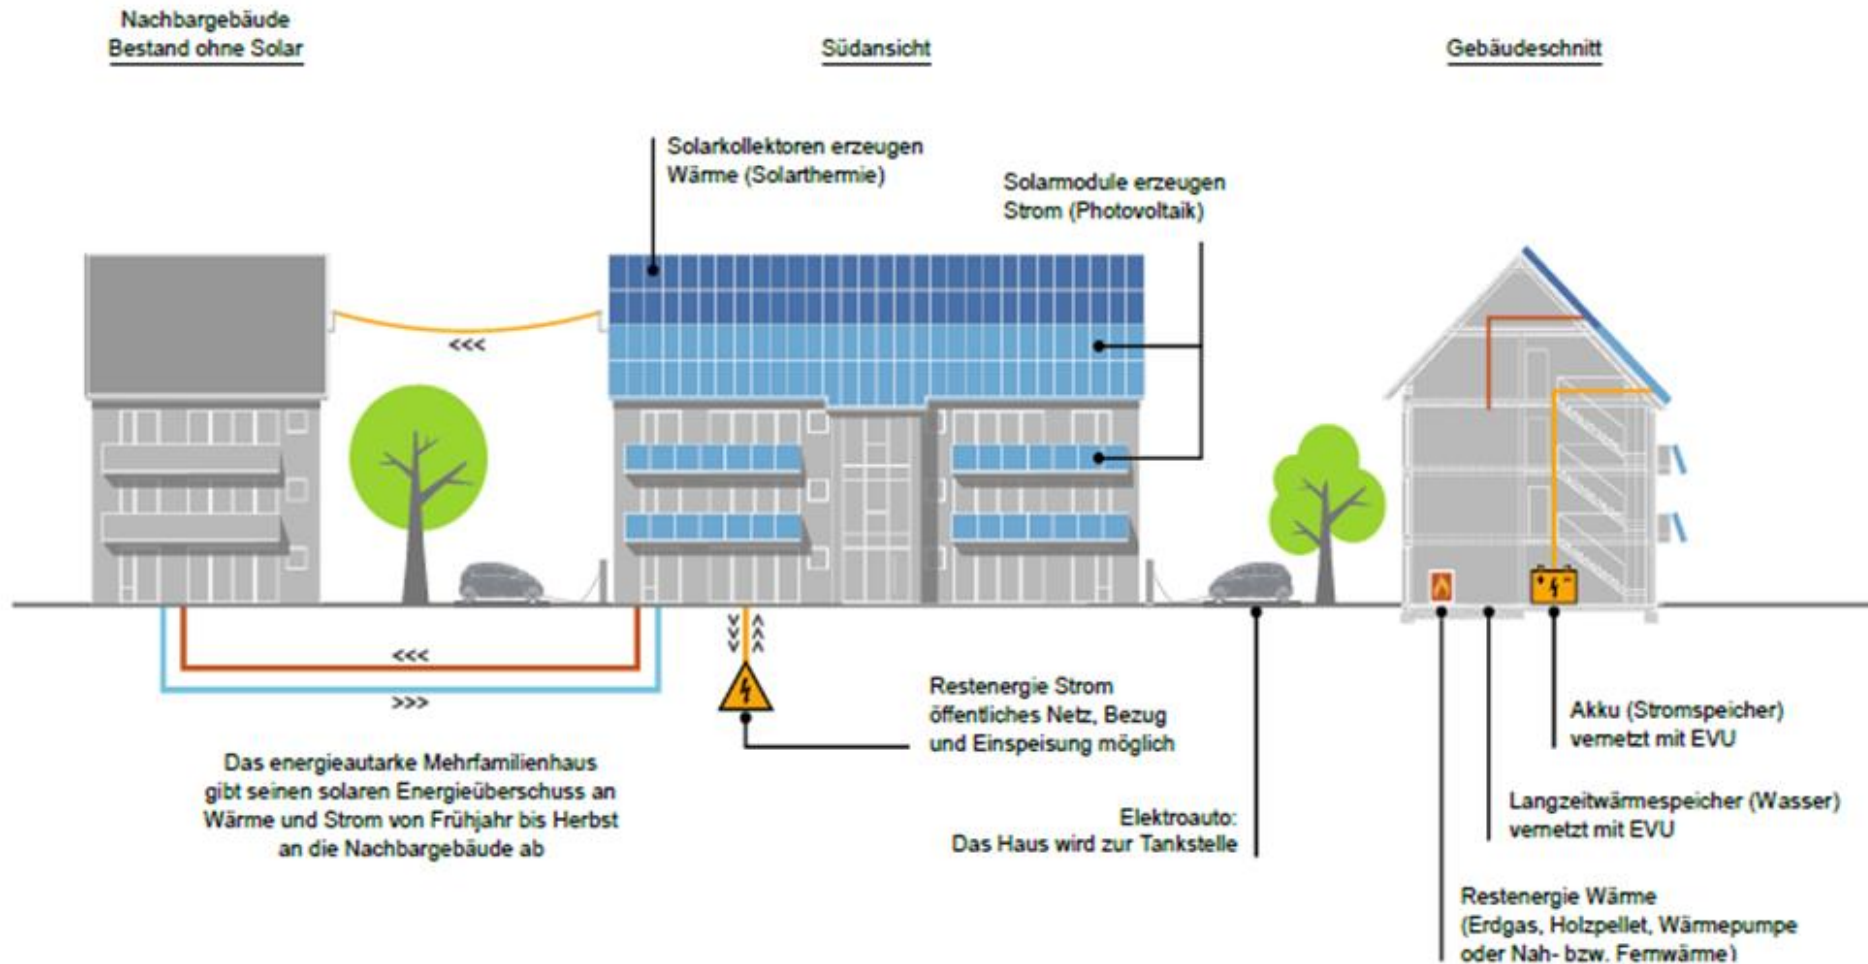 Nachbargebäude
Bestand ohne Solar
Südansicht
Gebäudeschnitt
Solarkollektoren erzeugen
Wärme (Solarthermie)
Solarmodule erzeugen
Strom (Photovoltaik)
<<<
<<<
>>>
Das energieautarke Mehrfamilienhaus
gibt seinen solaren Energieüberschuss an
Wärme und Strom von Frühjahr bis Herbst
an die Nachbargebäude ab
Restenergie Strom
öffentliches Netz, Bezug
und Einspeisung möglich
Elektroauto:
Das Haus wird zur Tankstelle
Akku (Stromspeicher)
vernetzt mit EVU
Langzeitwärmespeicher (Wasser)
vernetzt mit EVU
Restenergie Wärme
(Erdgas, Holzpellet, Wärmepumpe
oder Nah- bzw. Fernwärme)